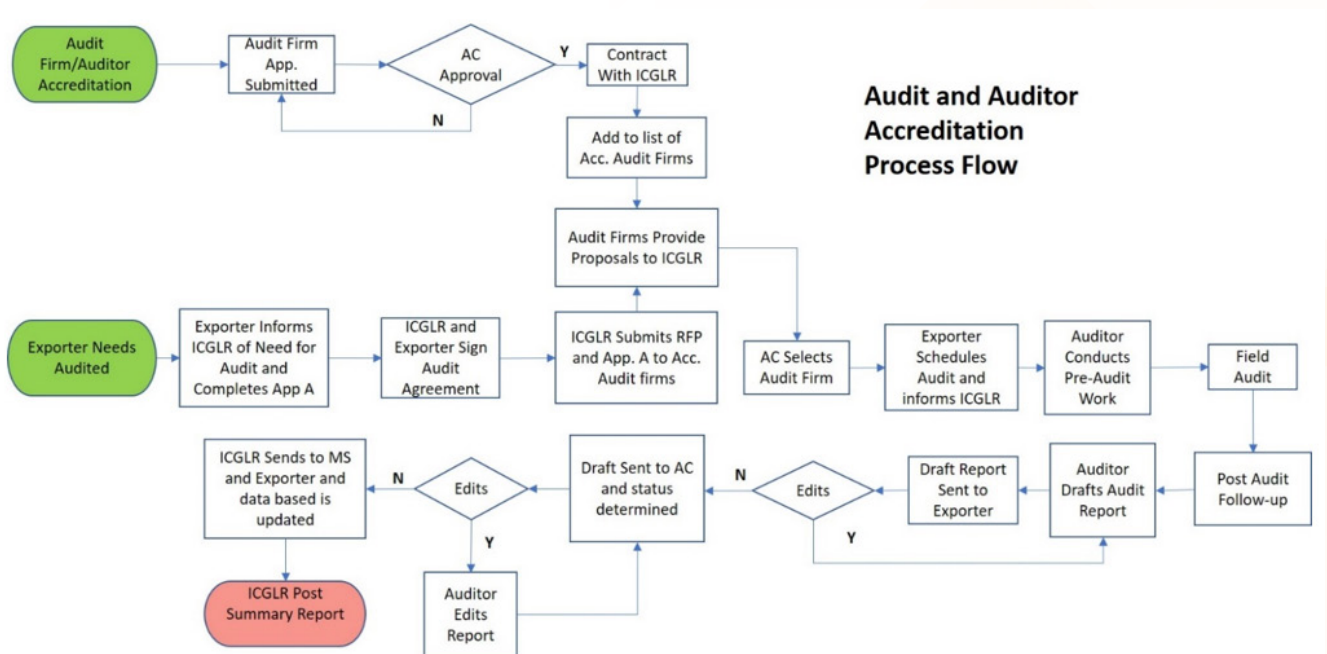 Audit
Firm/Auditor
Accreditation
Audit Firm
App.
Submitted
AC
Approval
Y
N
Contract
With ICGLR
Add to list of
Acc. Audit Firms
Audit and Auditor
Accreditation
Process Flow
Audit Firms Provide
Proposals to ICGLR
Exporter Needs
Audited
Exporter Informs
ICGLR of Need for
Audit and
Completes App A
ICGLR and
Exporter Sign
Audit
Agreement
ICGLR Submits RFP
and App. A to Acc.
Audit firms
AC Selects
Audit Firm
Exporter
Schedules
Audit and
informs ICGLR
Auditor
Conducts
Pre-Audit
Work
Field
Audit
Post Audit
Follow-up
Auditor
Drafts Audit
Report
Draft Report
Sent to
Exporter
Edits
N
Y
Draft Sent to AC
and status
determined
Edits
N
Y
Auditor
Edits
Report
ICGLR Sends to MS
and Exporter and
data based is
updated
ICGLR Post
Summary Report